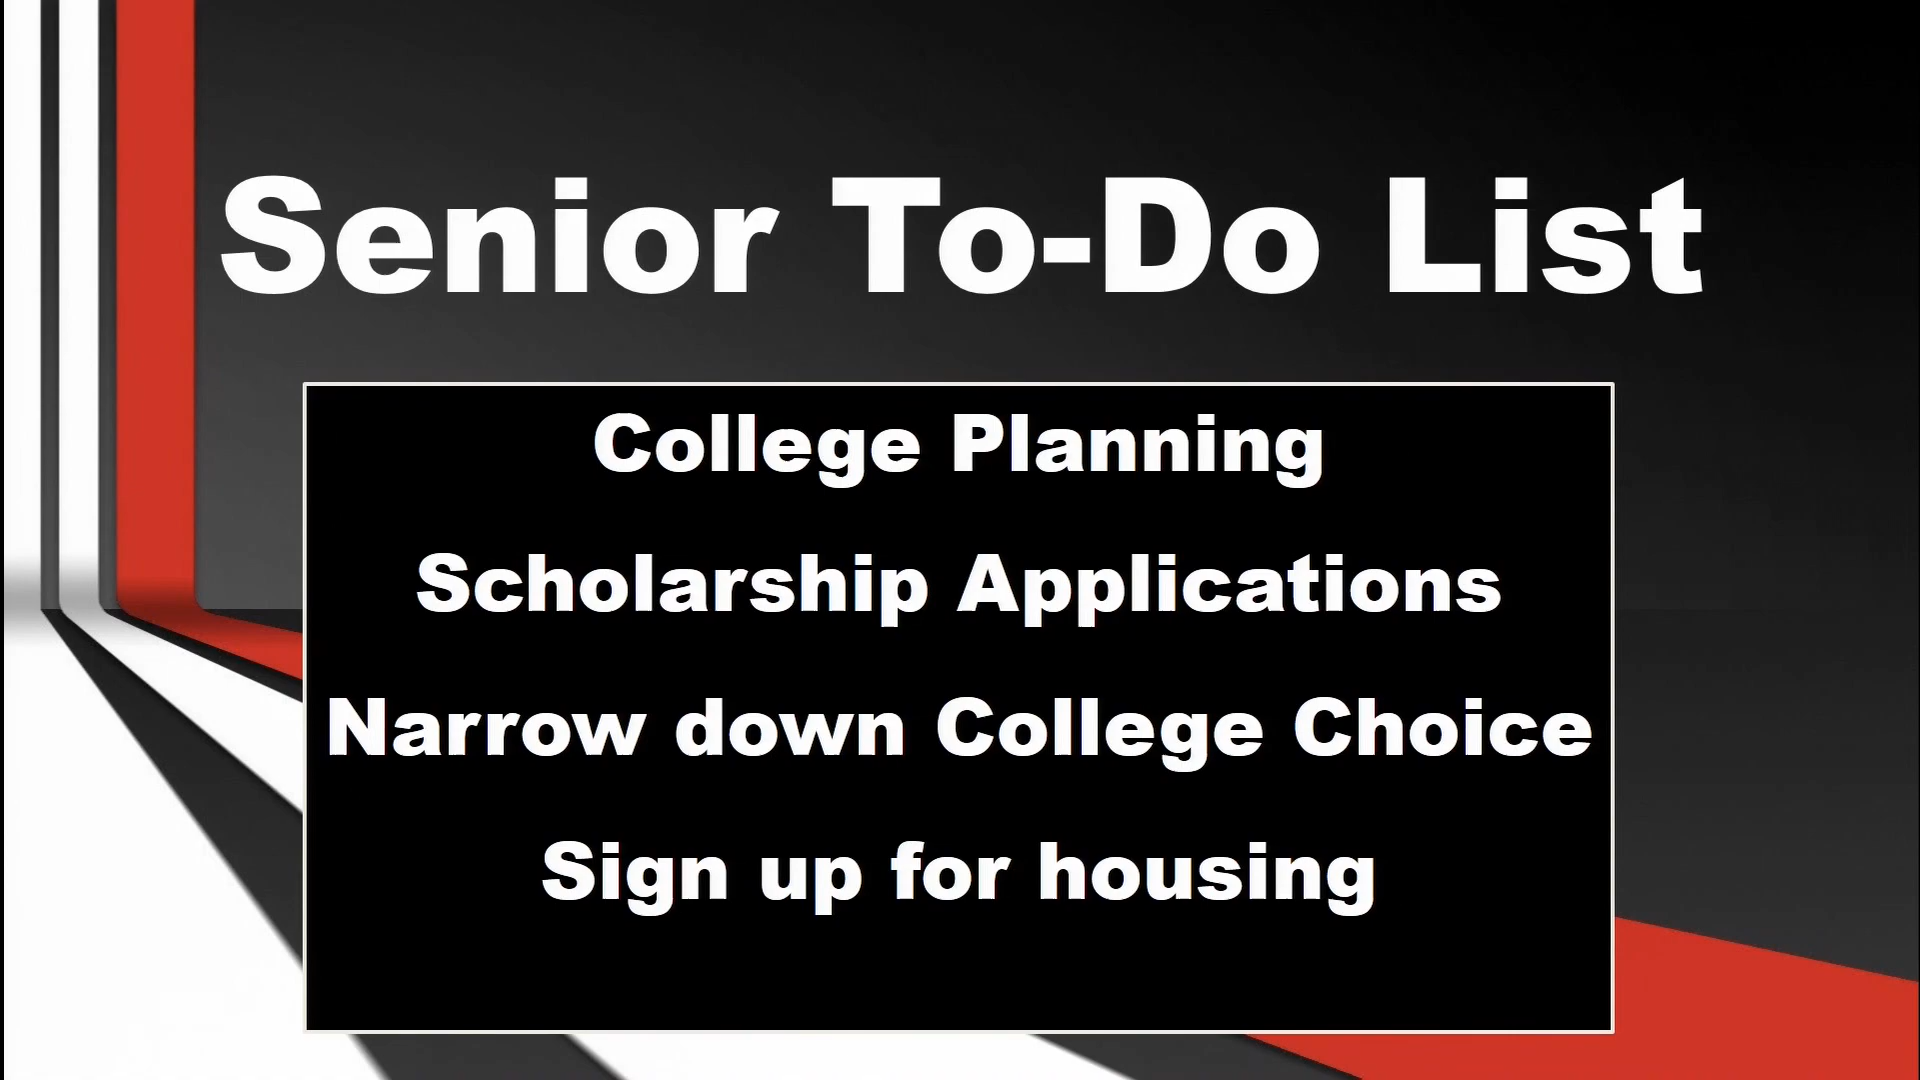 Senior To-Do List
College Planning
Scholarship Applications
Narrow down College Choice
Sign up for housing